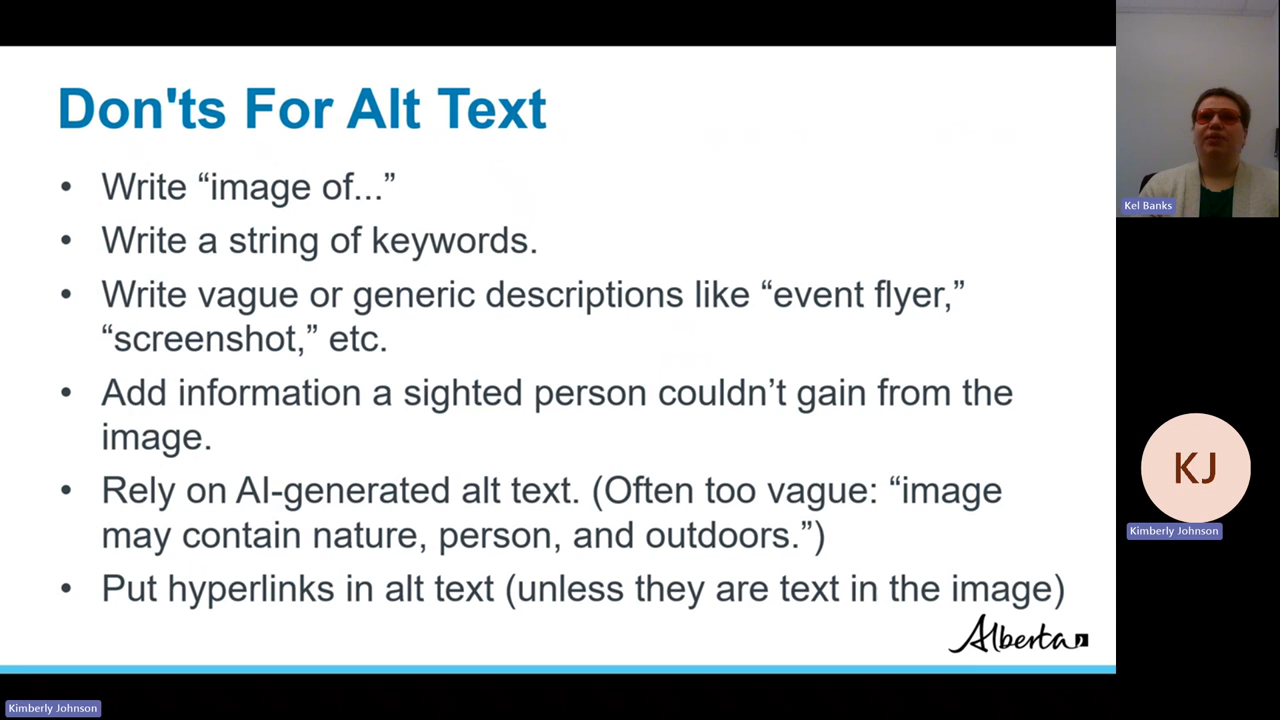 Don'ts For Alt Text
• Write “image of...”
• Write a string of keywords.
• Write vague or generic descriptions like “event flyer,”
“screenshot,” etc.
• Add information a sighted person couldn’t gain from the
image.
• Rely on AI-generated alt text. (Often too vague: “image
may contain nature, person, and outdoors.”)
• Put hyperlinks in alt text (unless they are text in the image)
Alberta
Kel Banks
KJ
Kimberly Johnson
Kimberly Johnson